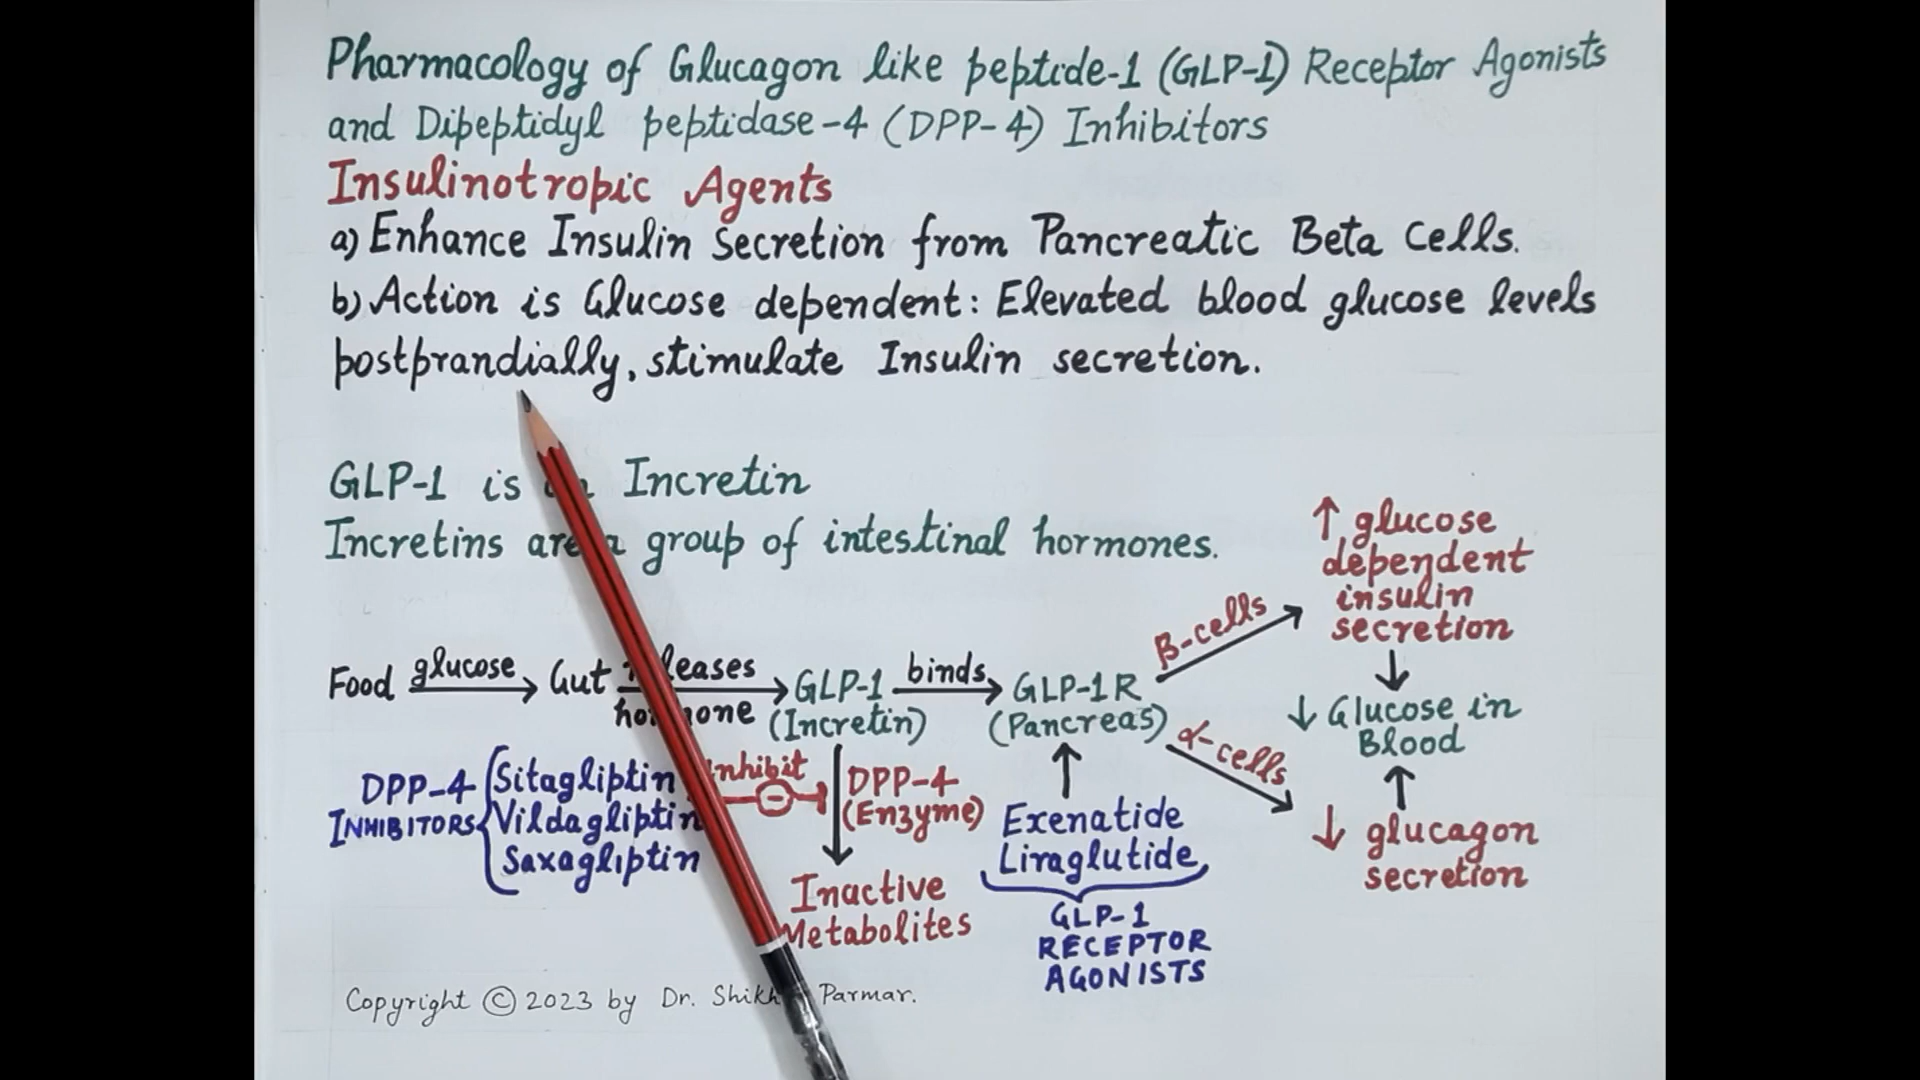 Pharmacology of Glucagon like peptide-1 (GLP-1) Receptor Agonists
and Dipeptidyl peptidase-4 (DPP-4) Inhibitors
Insulinotropic Agents
a) Enhance Insulin Secretion from Pancreatic Beta Cells.
b) Action is Glucose dependent: Elevated blood glucose levels
postprandially, stimulate Insulin secretion.
GLP-1 is Incretin
Incretins are a group of intestinal hormones.
↑ glucose
dependent
insulin
secretion
β-cells
Food glucose → Gut
hormone
GLP-1 binds → GLP-1R
(Incretin)
(Pancreas)
↓ Glucose in
Blood
α-cells
DPP-4
INHIBITORS
Sitagliptin
Vildagliptin
Saxagliptin
Inhibit
DPP-4
(Enzyme)
Inactive
Metabolites
Exenatide
Liraglutide
GLP-1
RECEPTOR
AGONISTS
↓ glucagon
secretion
Copyright © 2023 by Dr. Parmar.